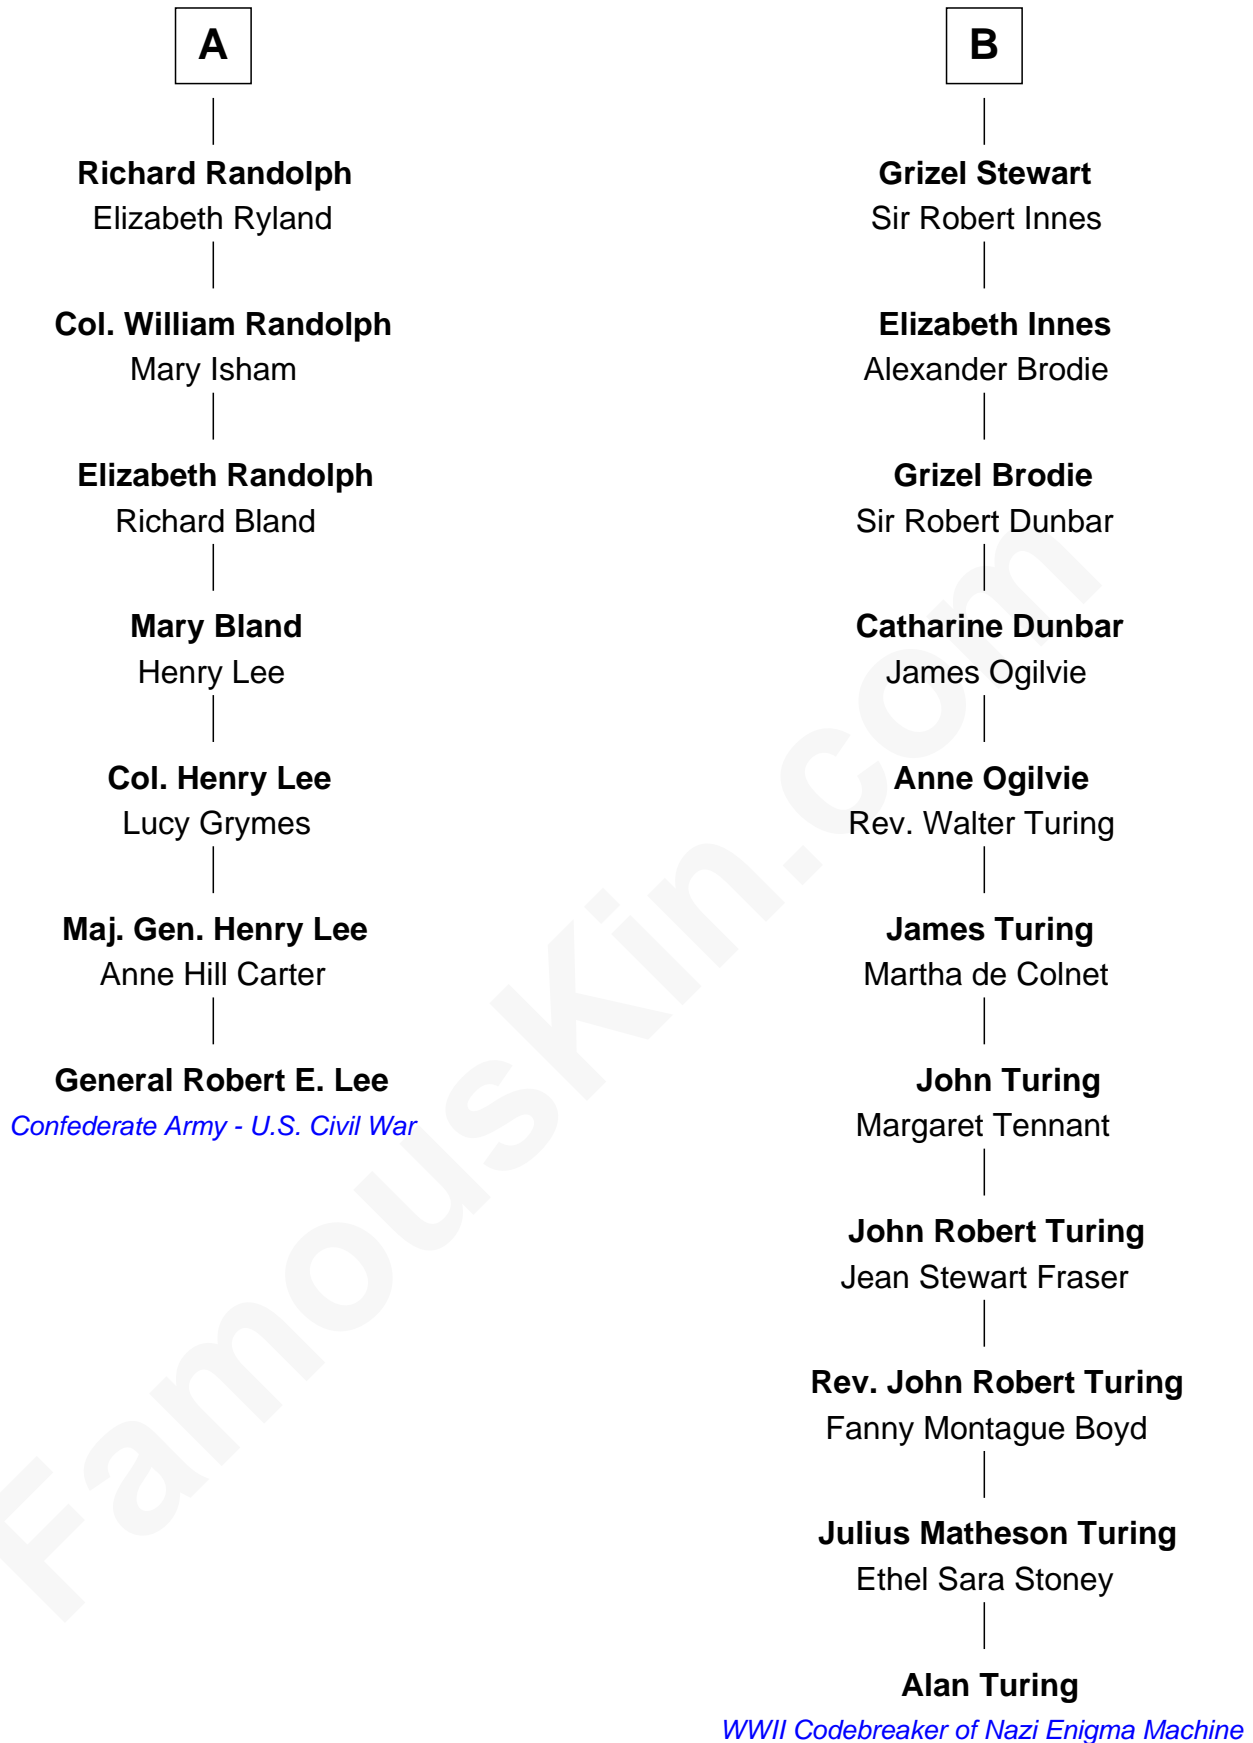 A
Richard Randolph
Elizabeth Ryland
Col. William Randolph
Mary Isham
Elizabeth Randolph
Richard Bland
Mary Bland
Henry Lee
Col. Henry Lee
Lucy Grymes
Maj. Gen. Henry Lee
Anne Hill Carter
General Robert E. Lee
Confederate Army - U.S. Civil War
B
Grizel Stewart
Sir Robert Innes
Elizabeth Innes
Alexander Brodie
Grizel Brodie
Sir Robert Dunbar
Catharine Dunbar
James Ogilvie
Anne Ogilvie
Rev. Walter Turing
James Turing
Martha de Colnet
John Turing
Margaret Tennant
John Robert Turing
Jean Stewart Fraser
Rev. John Robert Turing
Fanny Montague Boyd
Julius Matheson Turing
Ethel Sara Stoney
Alan Turing
WWII Codebreaker of Nazi Enigma Machine
FamousKin.com